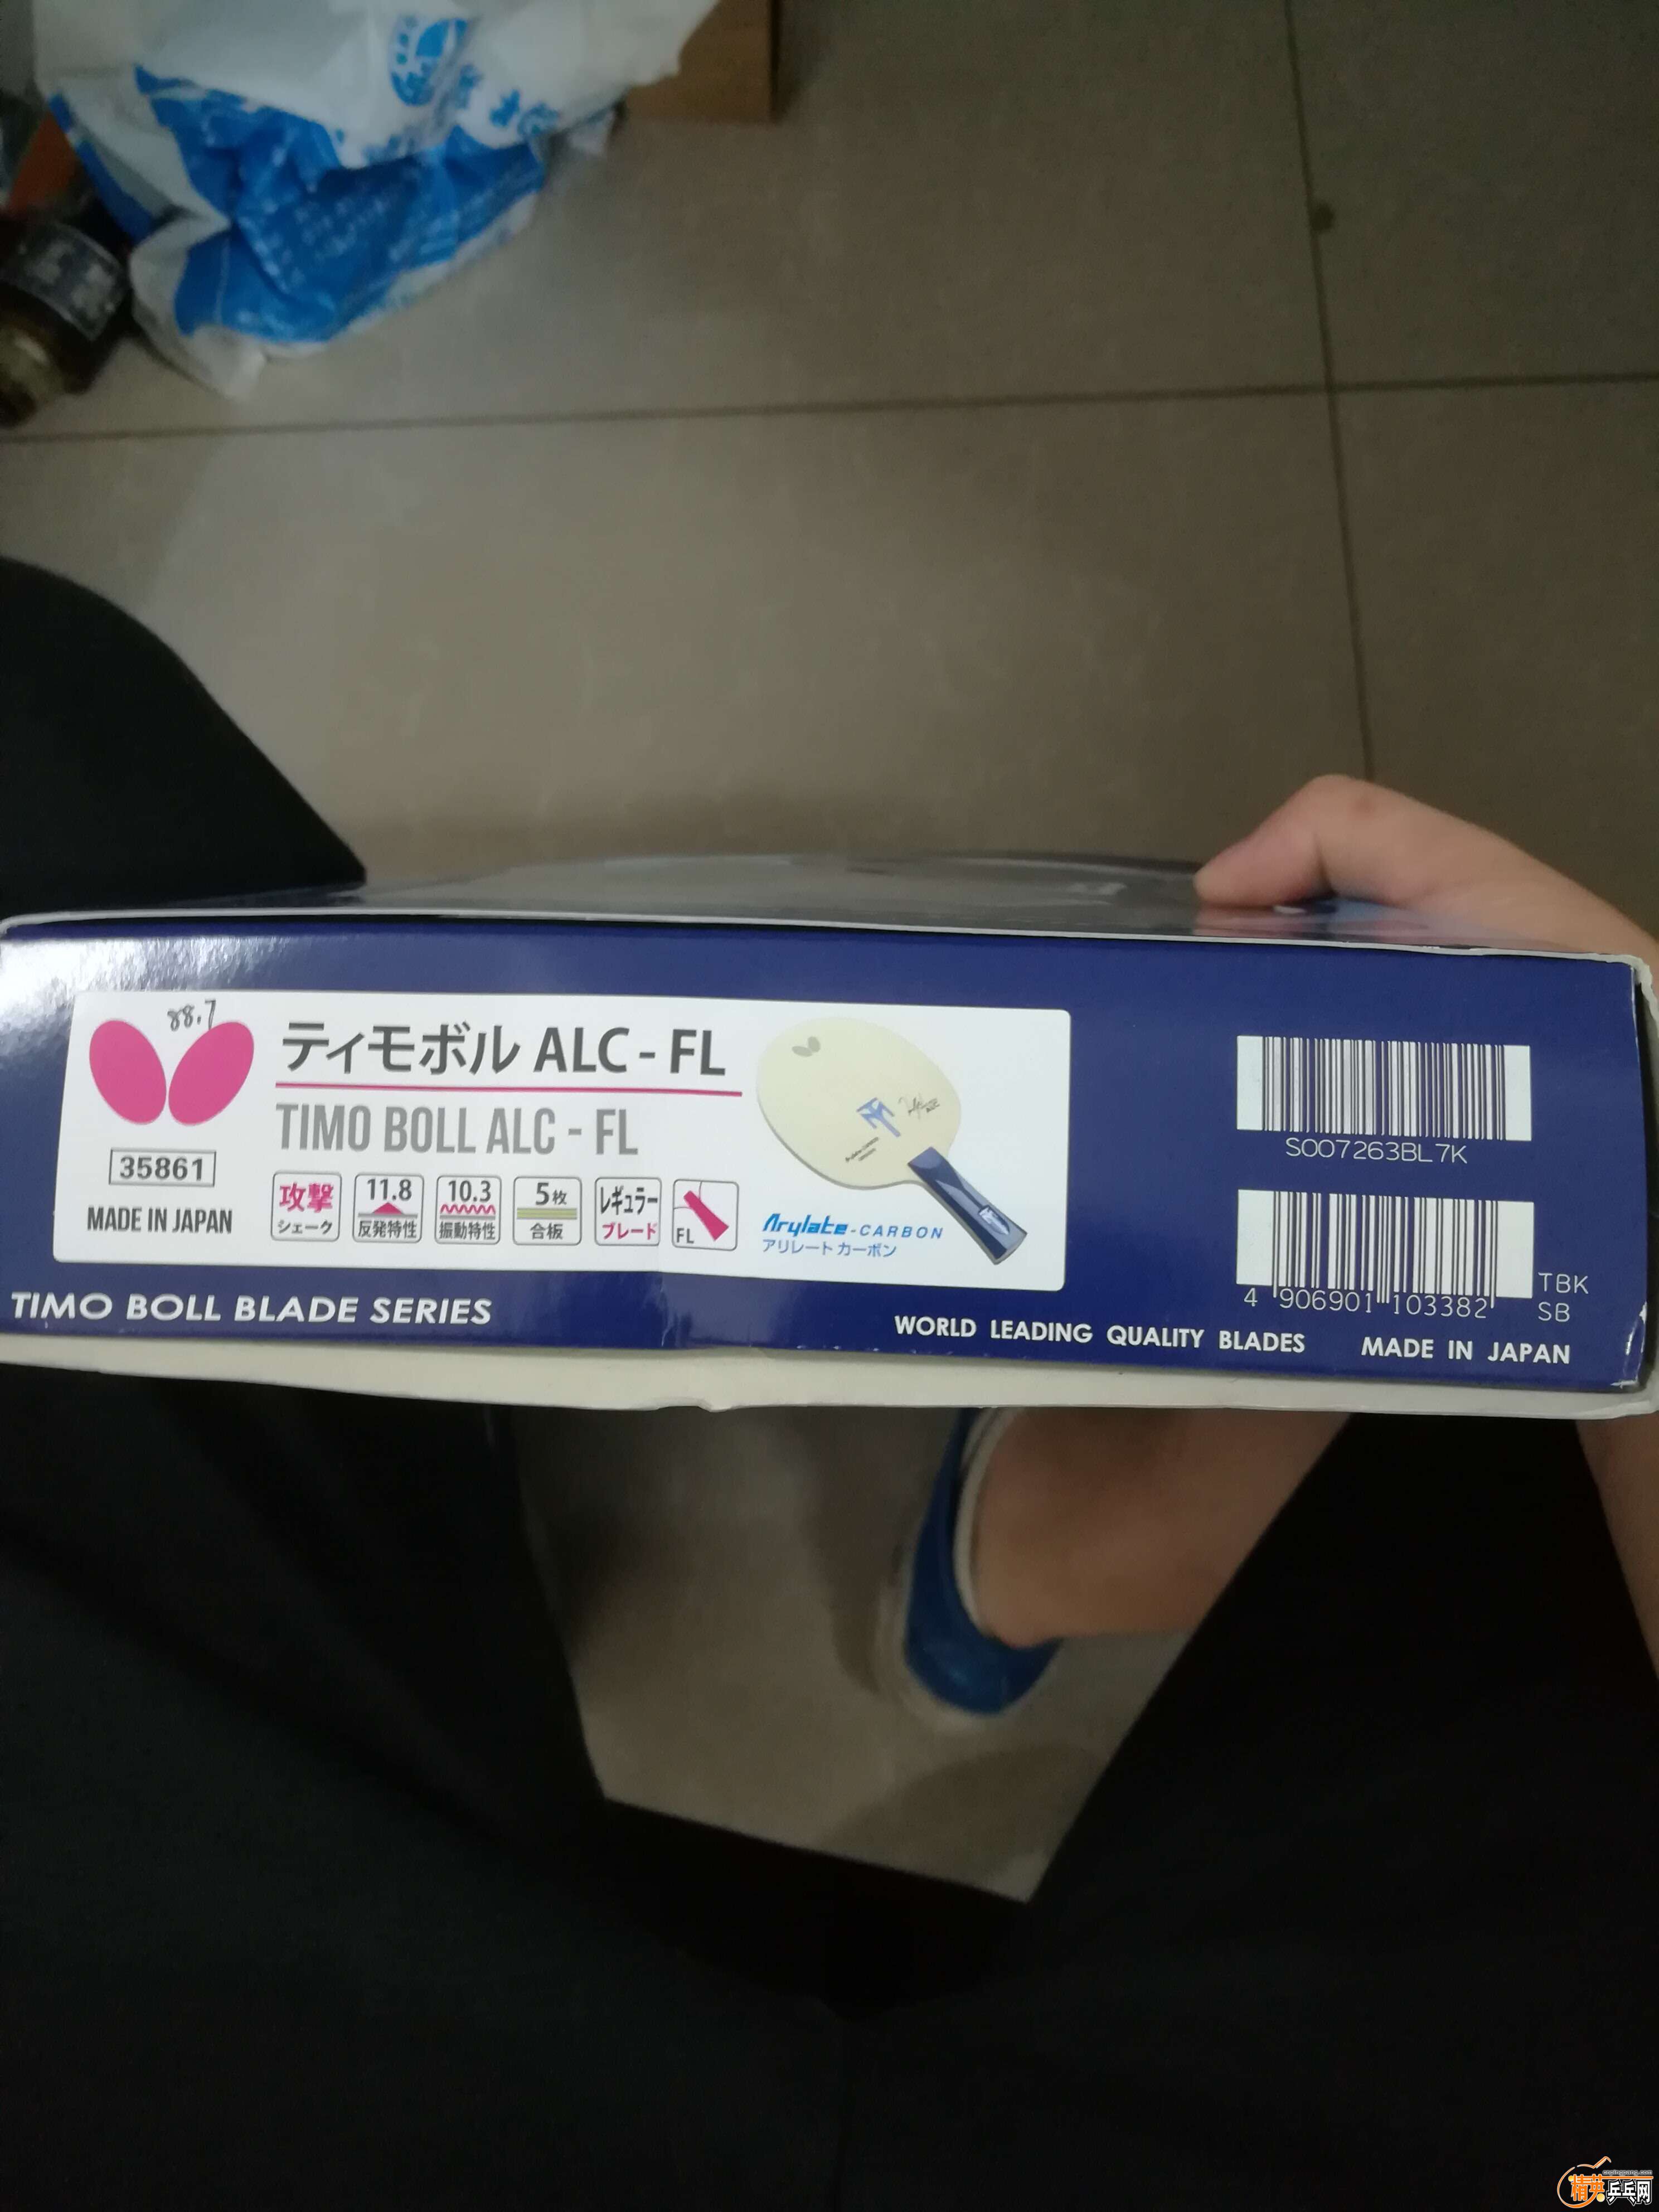 88.7
ティモボル ALC - FL
TIMO BOLL ALC - FL
35861
MADE IN JAPAN
攻撃
シェーク
11.8
反発特性
10.3
振動特性
5枚
合板
レギュラー
ブレード
FL
Arylate-CARBON
アリレート カーボン
S007263BL7K
4 906901 103382
TBK
SB
TIMO BOLL BLADE SERIES
WORLD LEADING QUALITY BLADES
MADE IN JAPAN
精英乒乓网